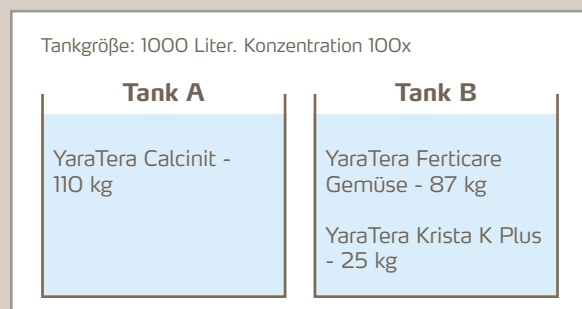 Tankgröße: 1000 Liter. Konzentration 100x
Tank A
YaraTera Calcinit -
110 kg
Tank B
YaraTera Ferticare
Gemüse - 87 kg
YaraTera Krista K Plus
- 25 kg